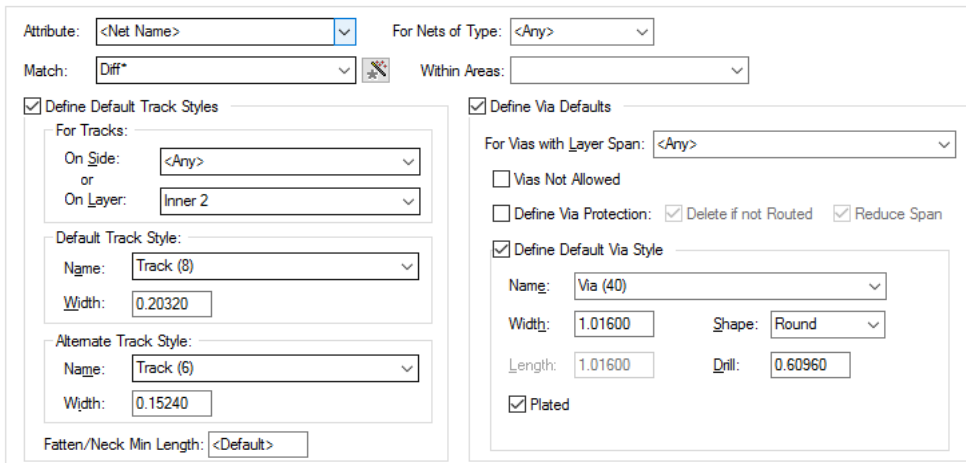 Attribute: <Net Name> For Nets of Type: <Any>
Match: Diff* Within Areas:
Define Default Track Styles
For Tracks:
On Side: <Any>
or
On Layer: Inner 2
Default Track Style:
Name: Track (8)
Width: 0.20320
Alternate Track Style:
Name: Track (6)
Width: 0.15240
Fatten/Neck Min Length: <Default>
Define Via Defaults
For Vias with Layer Span: <Any>
Vias Not Allowed
Define Via Protection: Delete if not Routed Reduce Span
Define Default Via Style
Name: Via (40)
Width: 1.01600 Shape: Round
Length: 1.01600 Drill: 0.60960
Plated